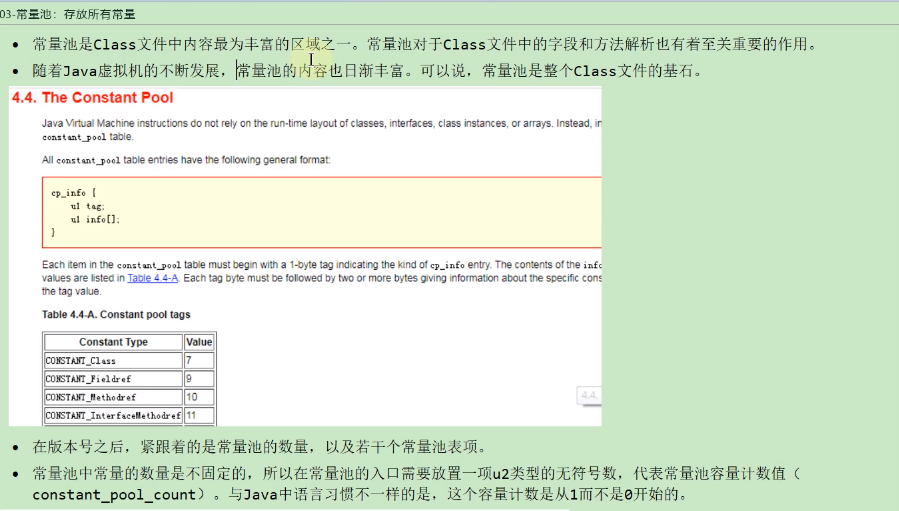 03-常量池：存放所有常量
• 常量池是Class文件中内容最为丰富的区域之一。常量池对于Class文件中的字段和方法解析也有着至关重要的作用。
• 随着Java虚拟机的不断发展，常量池的内容也日渐丰富。可以说，常量池是整个Class文件的基石。
4.4. The Constant Pool
Java Virtual Machine instructions do not rely on the run-time layout of classes, interfaces, class instances, or arrays. Instead, in
constant_pool table.
All constant_pool table entries have the following general format:
cp_info {
u1 tag;
u1 info[];
}
Each item in the constant_pool table must begin with a 1-byte tag indicating the kind of cp_info entry. The contents of the info
values are listed in Table 4.4-A. Each tag byte must be followed by two or more bytes giving information about the specific cons
the tag value.
Table 4.4-A. Constant pool tags
Constant Type Value
CONSTANT_Class 7
CONSTANT_Fieldref 9
CONSTANT_Methodref 10
CONSTANT_InterfaceMethodref 11
4.4.
• 在版本号之后，紧跟着的是常量池的数量，以及若干个常量池表项。
• 常量池中常量的数量是不固定的，所以在常量池的入口需要放置一项u2类型的无符号数，代表常量池容量计数值（
constant_pool_count）。与Java中语言习惯不一样的是，这个容量计数是从1而不是0开始的。